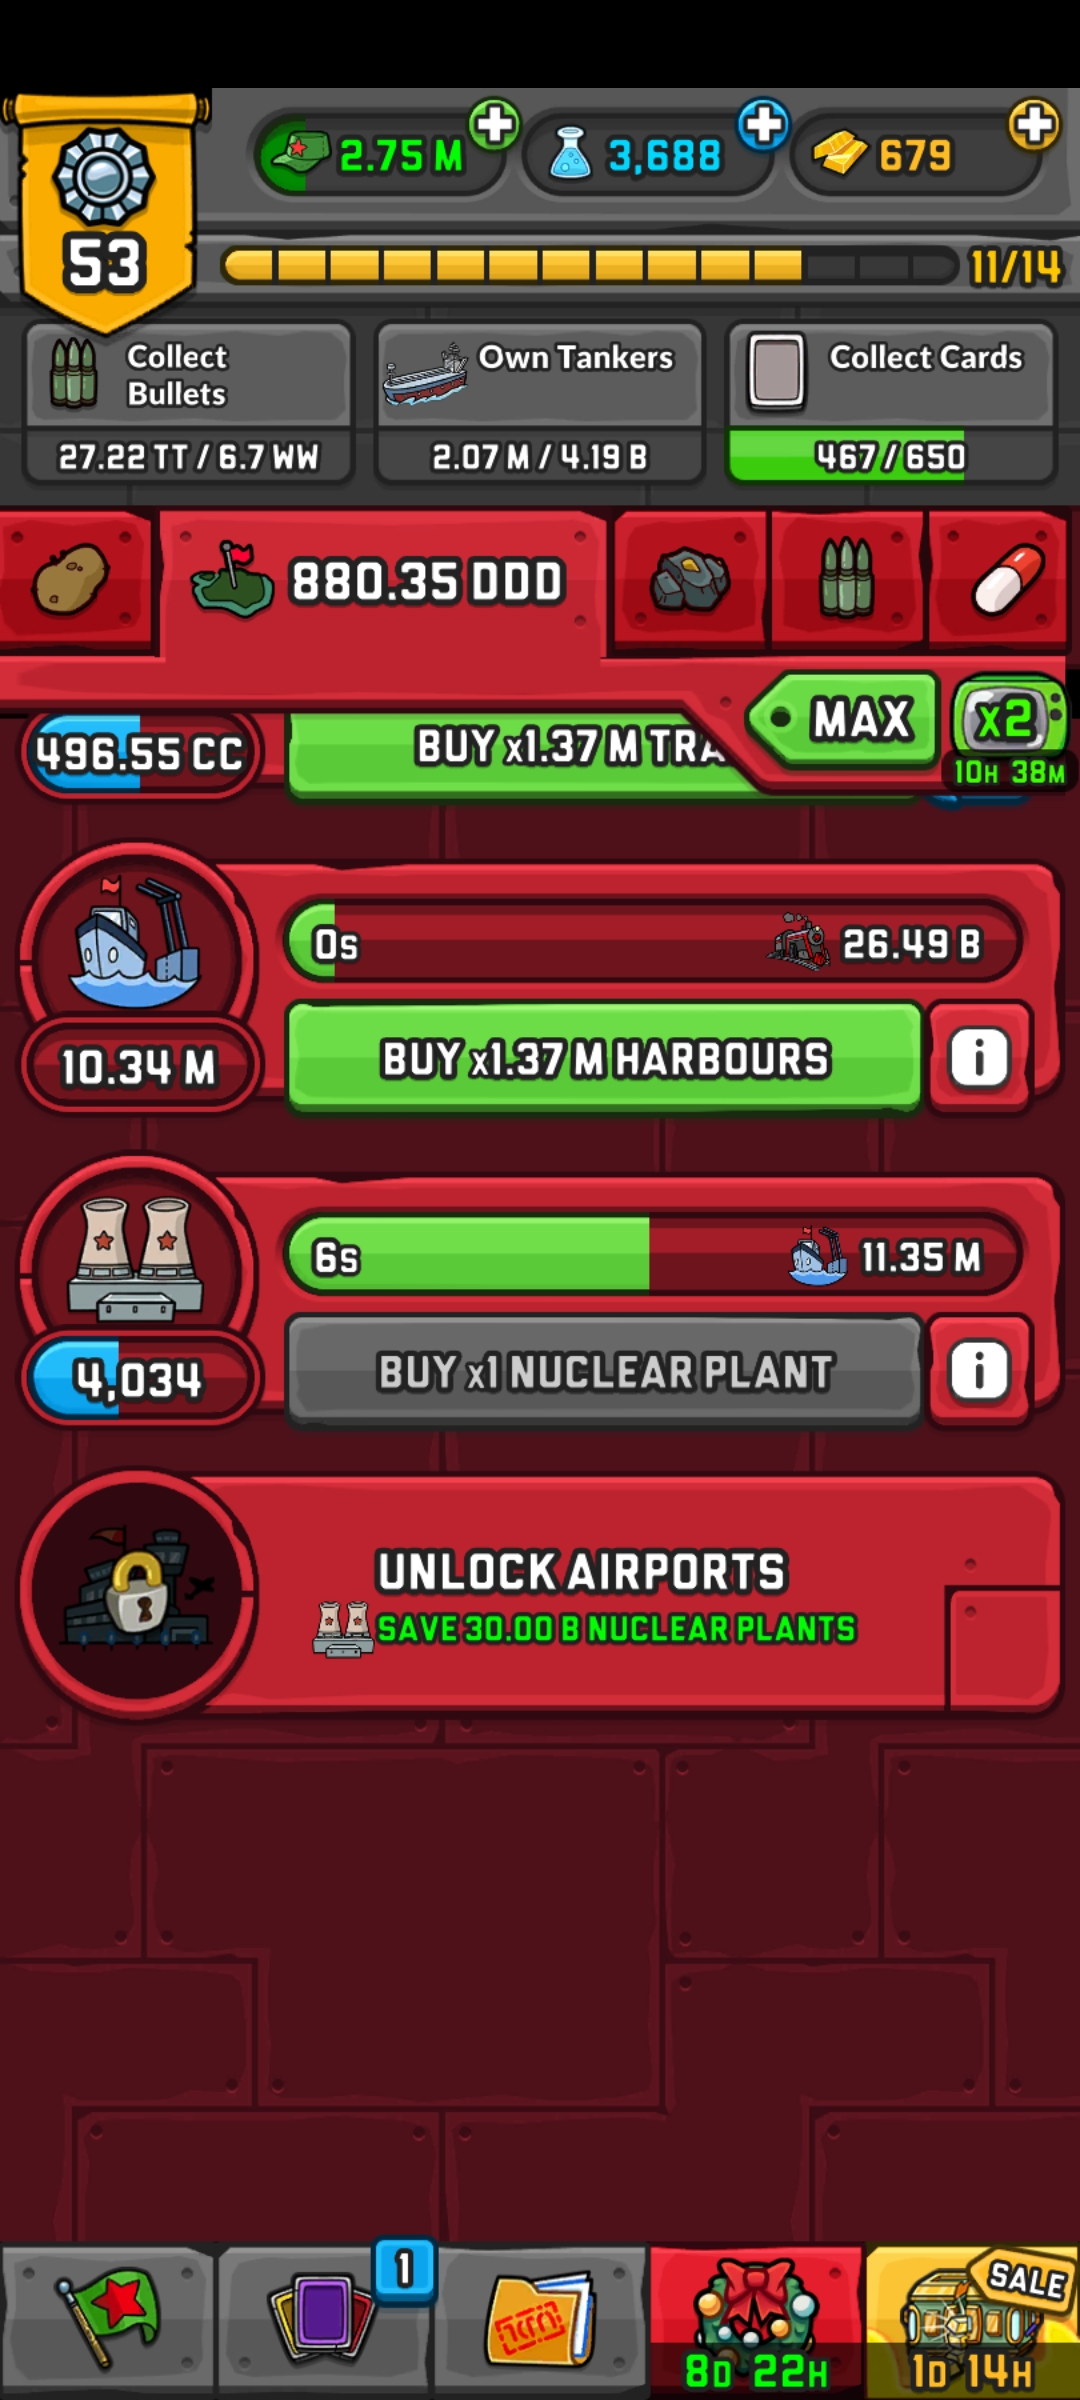 53
2.75 M
3,688
679
11/14
Collect
Bullets
27.22 TT / 6.7 WW
Own Tankers
2.07 M / 4.19 B
Collect Cards
467 / 650
880.35 DDD
MAX
x2
10H 38M
496.55 CC
BUY x1.37 M TRA
0s
26.49 B
10.34 M
BUY x1.37 M HARBOURS
i
6s
11.35 M
4,034
BUY x1 NUCLEAR PLANT
i
UNLOCK AIRPORTS
SAVE 30.00 B NUCLEAR PLANTS
1
SALE
8D 22H
1D 14H